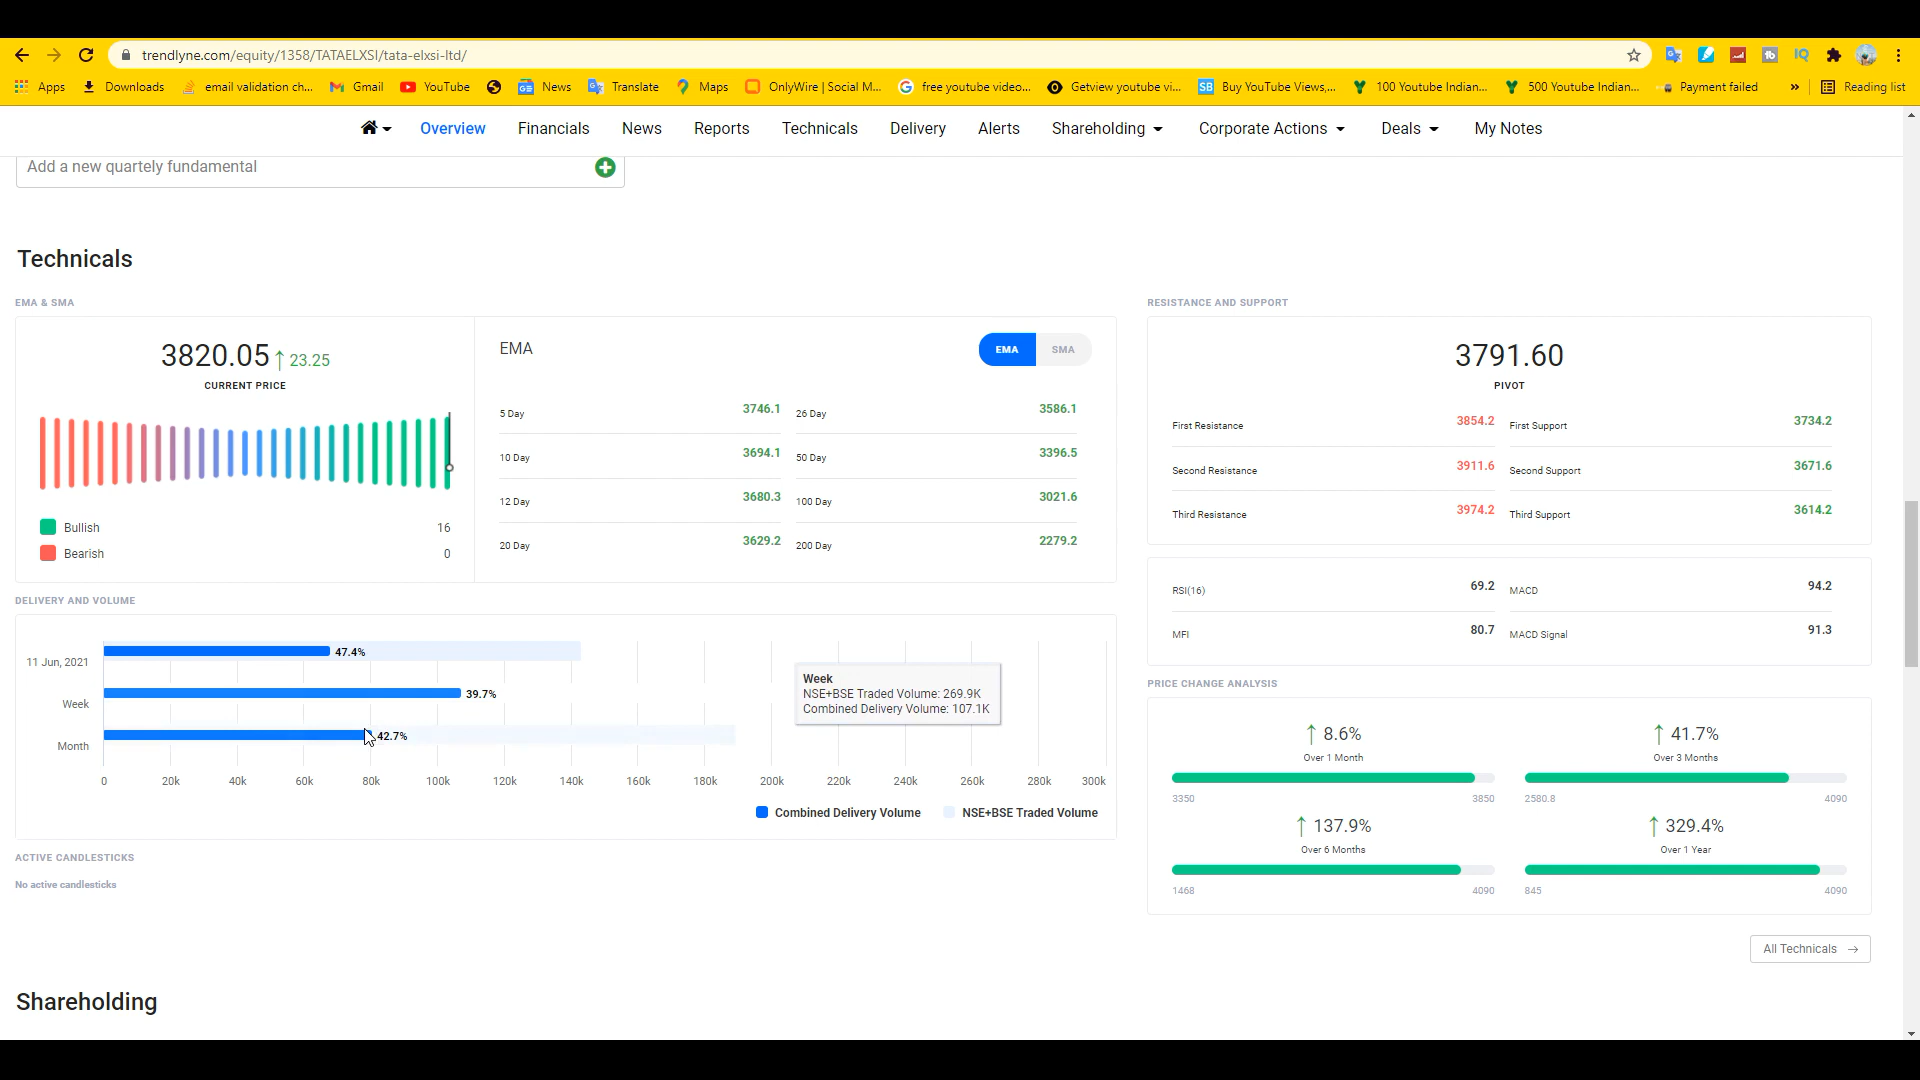 trendlyne.com/equity/1358/TATAELXSI/tata-elxsi-ltd/
Apps Downloads email validation ch... Gmail YouTube News Translate Maps OnlyWire | Social M... free youtube video... Getview youtube vi... Buy YouTube Views,... 100 Youtube Indian... 500 Youtube Indian... Payment failed » Reading list
Overview Financials News Reports Technicals Delivery Alerts Shareholding Corporate Actions Deals My Notes
Add a new quartely fundamental
Technicals
EMA & SMA
3820.05 ↑ 23.25
CURRENT PRICE
Bullish 16
Bearish 0
EMA
EMA SMA
5 Day 3746.1 26 Day 3586.1
10 Day 3694.1 50 Day 3396.5
12 Day 3680.3 100 Day 3021.6
20 Day 3629.2 200 Day 2279.2
RESISTANCE AND SUPPORT
3791.60
PIVOT
First Resistance 3854.2 First Support 3734.2
Second Resistance 3911.6 Second Support 3671.6
Third Resistance 3974.2 Third Support 3614.2
RSI(16) 69.2 MACD 94.2
MFI 80.7 MACD Signal 91.3
DELIVERY AND VOLUME
11 Jun, 2021 47.4%
Week 39.7%
Month 42.7%
Week
NSE+BSE Traded Volume: 269.9K
Combined Delivery Volume: 107.1K
0 20k 40k 60k 80k 100k 120k 140k 160k 180k 200k 220k 240k 260k 280k 300k
Combined Delivery Volume NSE+BSE Traded Volume
PRICE CHANGE ANALYSIS
↑ 8.6% ↑ 41.7%
Over 1 Month Over 3 Months
3350 3850 2580.8 4090
↑ 137.9% ↑ 329.4%
Over 6 Months Over 1 Year
1468 4090 845 4090
ACTIVE CANDLESTICKS
No active candlesticks
All Technicals →
Shareholding